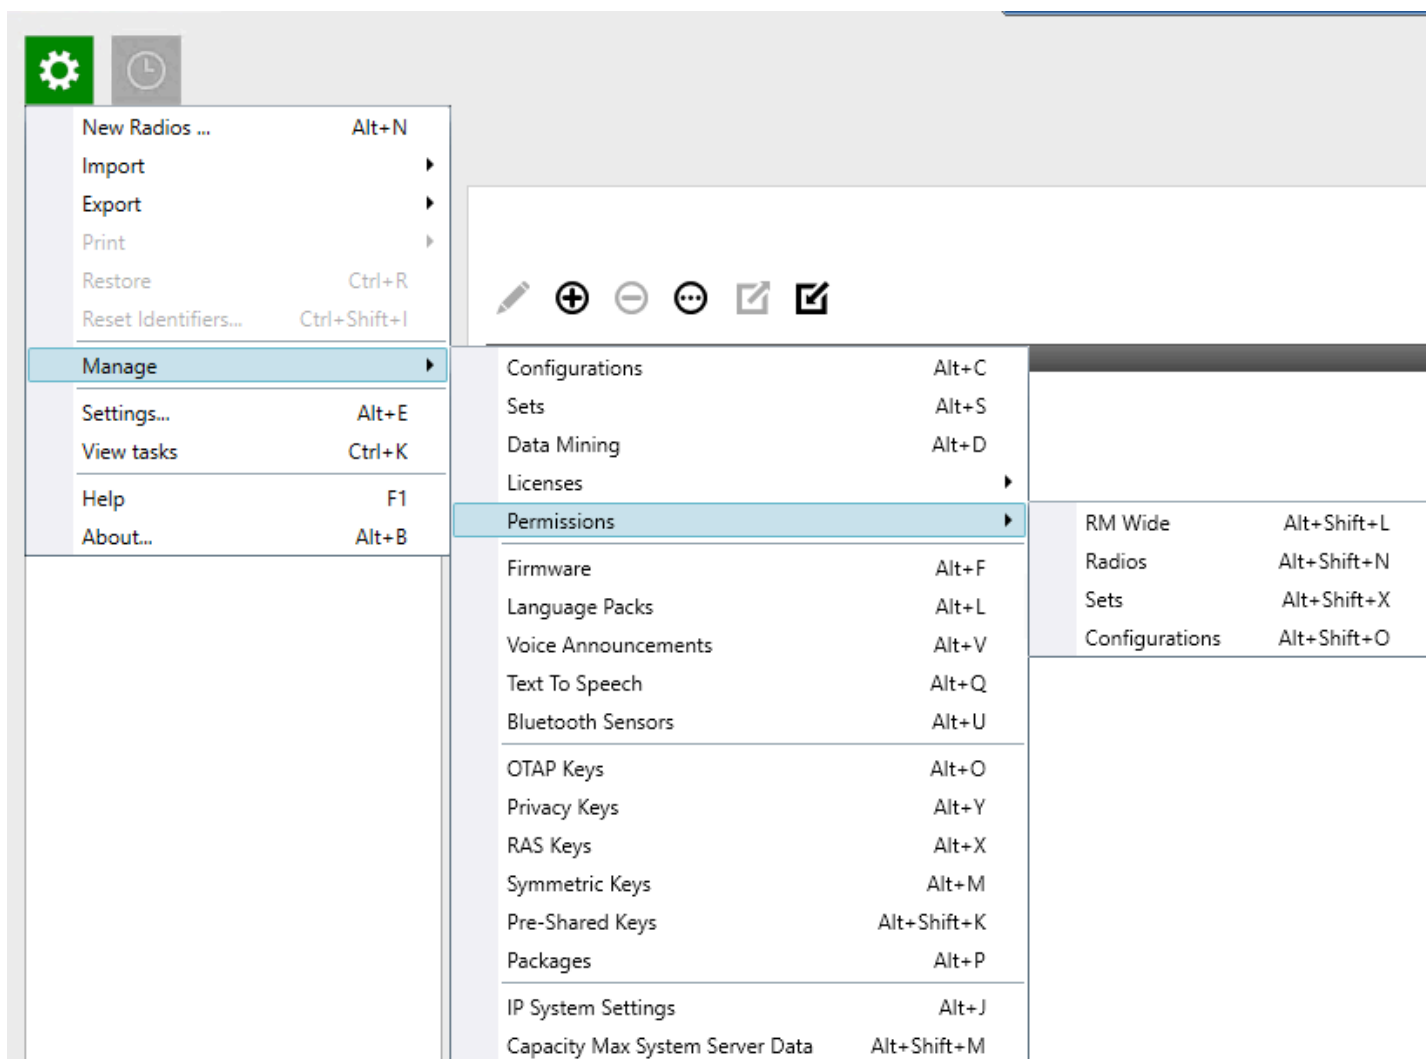 New Radios ... Alt+N
Import
Export
Print
Restore Ctrl+R
Reset Identifiers... Ctrl+Shift+I
Manage
Settings... Alt+E
View tasks Ctrl+K
Help F1
About... Alt+B
Configurations Alt+C
Sets Alt+S
Data Mining Alt+D
Licenses
Permissions
Firmware Alt+F
Language Packs Alt+L
Voice Announcements Alt+V
Text To Speech Alt+Q
Bluetooth Sensors Alt+U
OTAP Keys Alt+O
Privacy Keys Alt+Y
RAS Keys Alt+X
Symmetric Keys Alt+M
Pre-Shared Keys Alt+Shift+K
Packages Alt+P
IP System Settings Alt+J
Capacity Max System Server Data Alt+Shift+M
RM Wide Alt+Shift+L
Radios Alt+Shift+N
Sets Alt+Shift+X
Configurations Alt+Shift+O